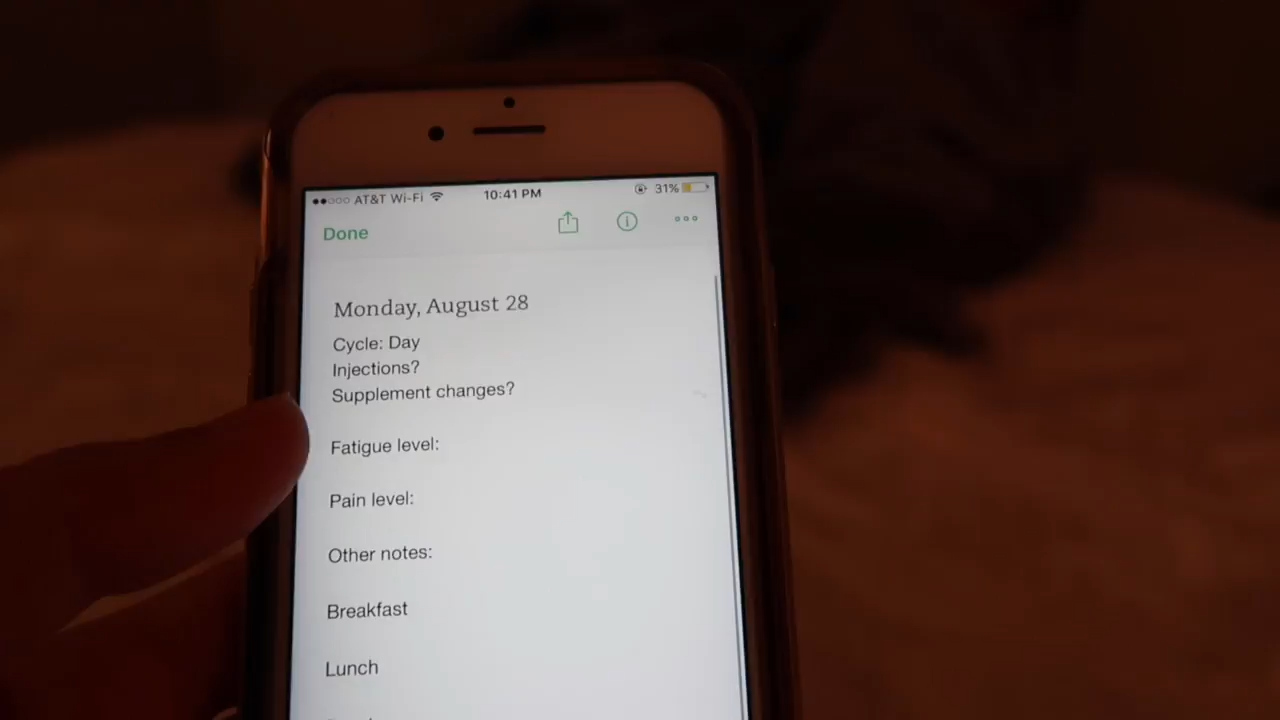 AT&T Wi-Fi 10:41 PM 31%
Done
Monday, August 28
Cycle: Day
Injections?
Supplement changes?
Fatigue level:
Pain level:
Other notes:
Breakfast
Lunch